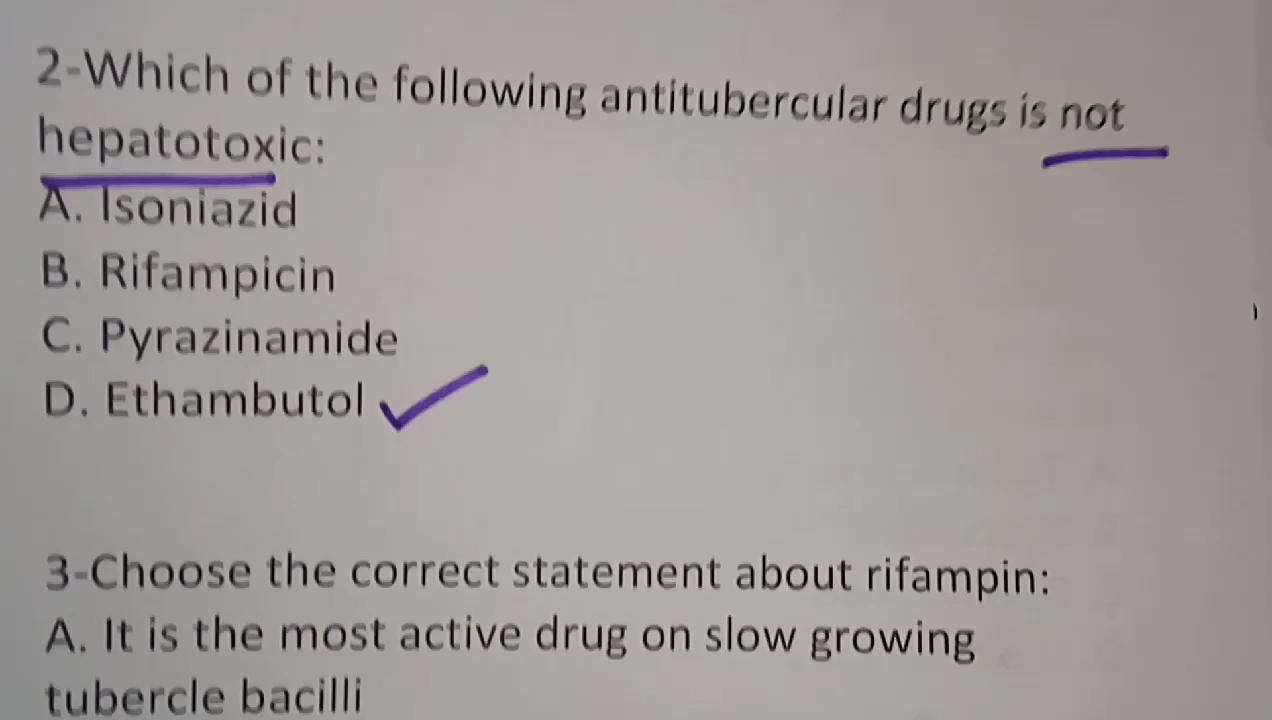 2-Which of the following antitubercular drugs is not
hepatotoxic:
A. Isoniazid
B. Rifampicin
C. Pyrazinamide
D. Ethambutol
3-Choose the correct statement about rifampin:
A. It is the most active drug on slow growing
tubercle bacilli